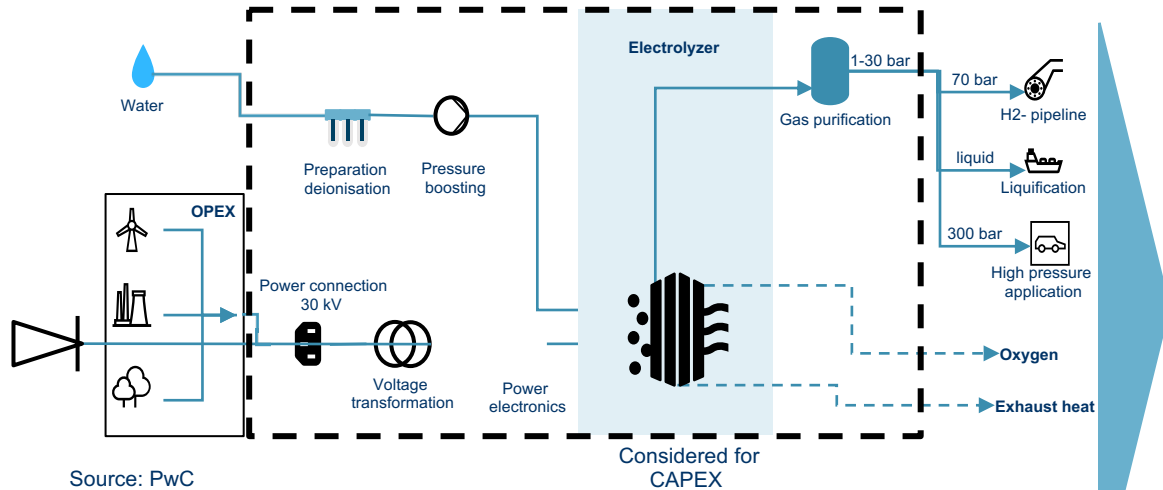 Electrolyzer
1-30 bar
Water
70 bar
H2- pipeline
Gas purification
Preparation
deionisation
Pressure
boosting
liquid
Liquification
OPEX
300 bar
High pressure
application
Power connection
30 kV
Voltage
transformation
Power
electronics
Oxygen
Exhaust heat
Source: PwC
Considered for
CAPEX